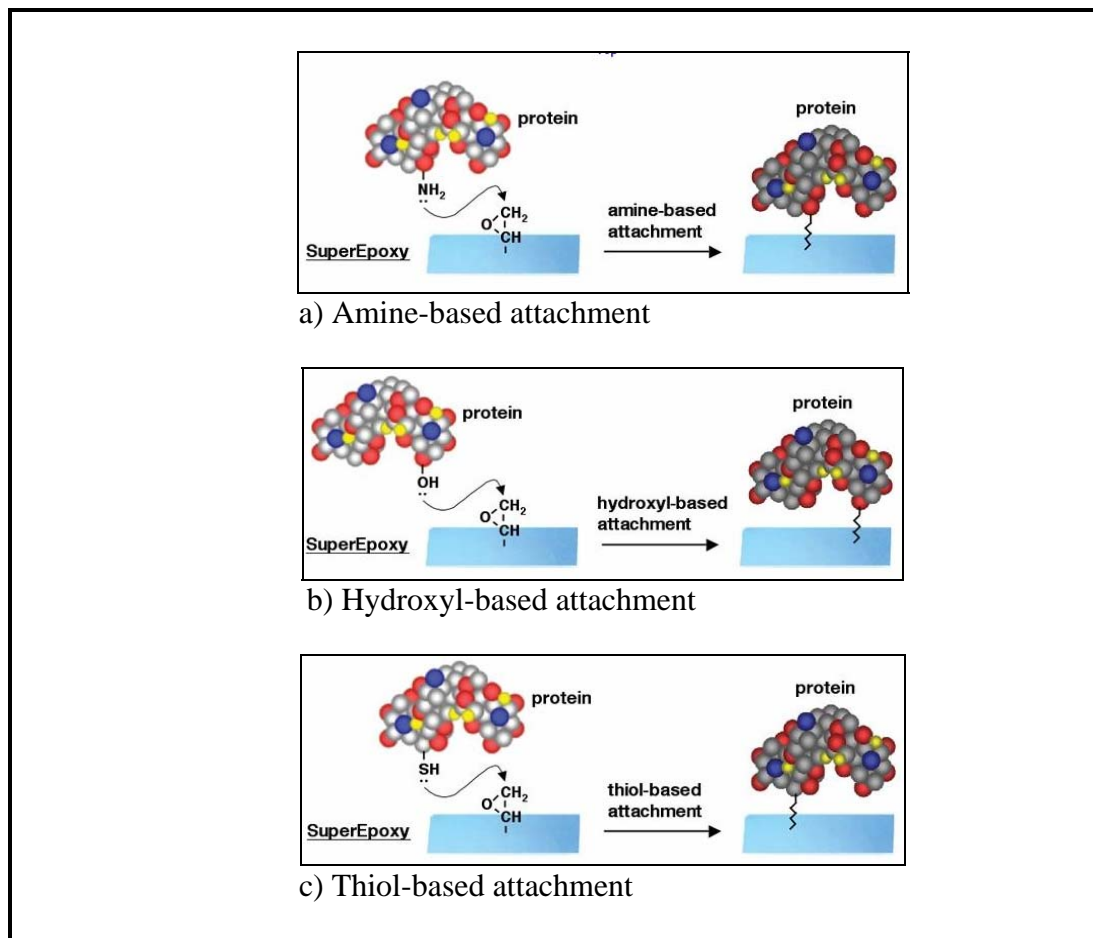 protein
NH2
..
CH2
O
CH
SuperEpoxy
amine-based
attachment
protein
a) Amine-based attachment
protein
OH
..
CH2
O
CH
SuperEpoxy
hydroxyl-based
attachment
protein
b) Hydroxyl-based attachment
protein
SH
..
CH2
O
CH
SuperEpoxy
thiol-based
attachment
protein
c) Thiol-based attachment